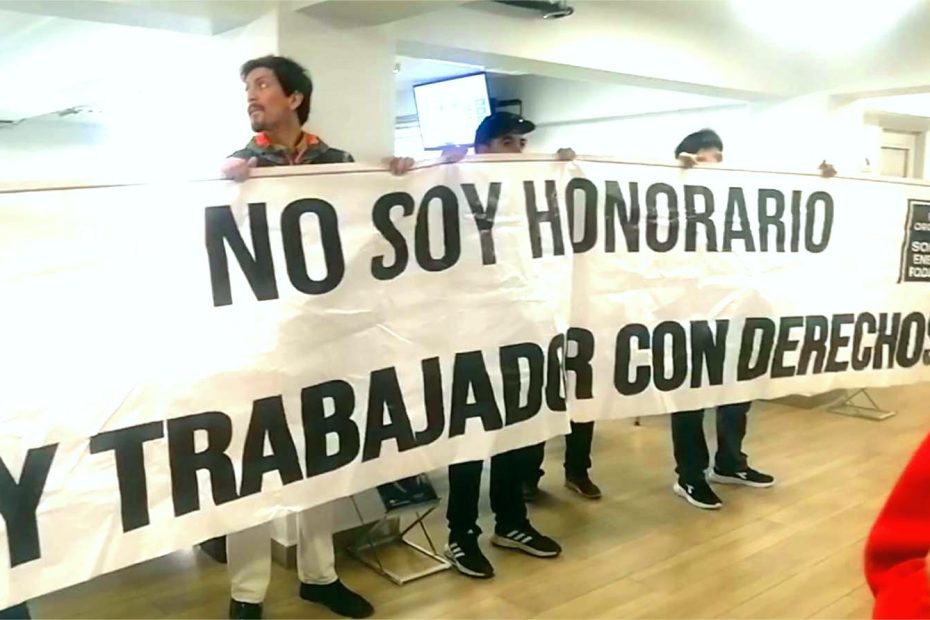 NO SOY HONORARIO
Y TRABAJADOR CON DERECHOS